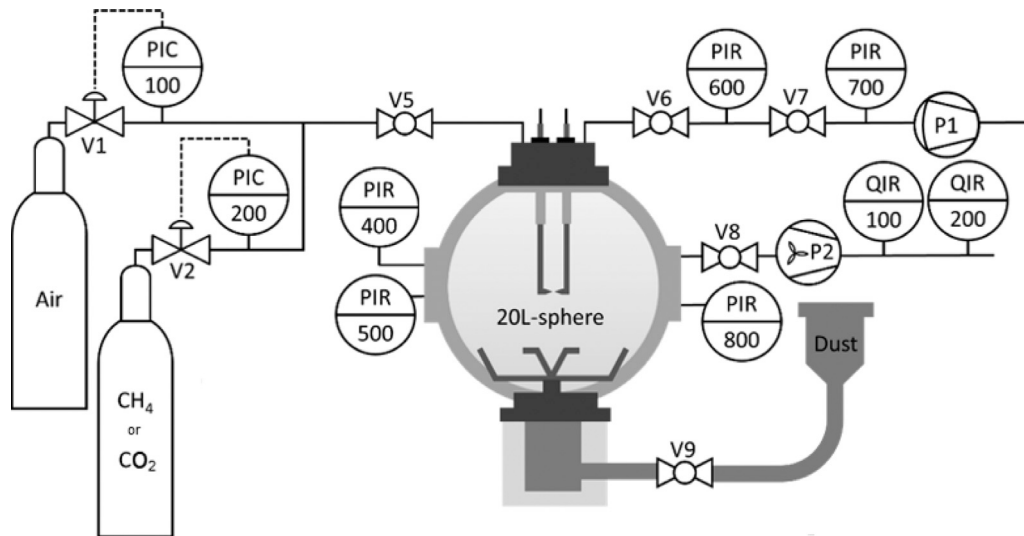 PIC
100
V1
PIC
200
V2
Air
CH₄
or
CO₂
V5
V6
PIR
600
V7
PIR
700
P1
PIR
400
PIR
500
20L-sphere
V8
P2
QIR
100
QIR
200
PIR
800
Dust
V9